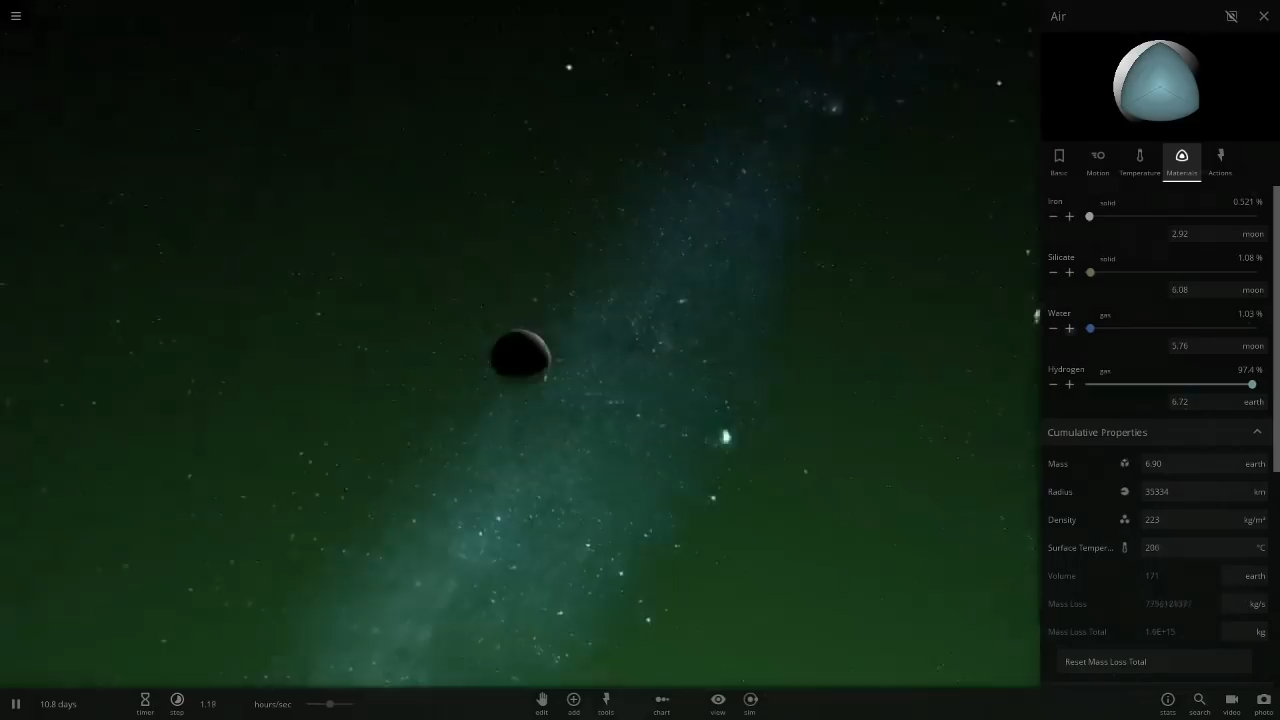 Air
Basic
Motion
Temperature
Materials
Actions
Iron solid 0.521 %
2.92 moon
Silicate solid 1.08 %
6.08 moon
Water gas 1.03 %
5.76 moon
Hydrogen gas 97.4 %
6.72 earth
Cumulative Properties
Mass 6.90 earth
Radius 35334 km
Density 223 kg/m³
Surface Temper... °C
Volume 171 earth
Mass Loss kg/s
Mass Loss Total 1.6E+15 kg
Reset Mass Loss Total
10.8 days
timer
step
1.18 hours/sec
edit
add
tools
chart
view
sim
stats
search
video
photo